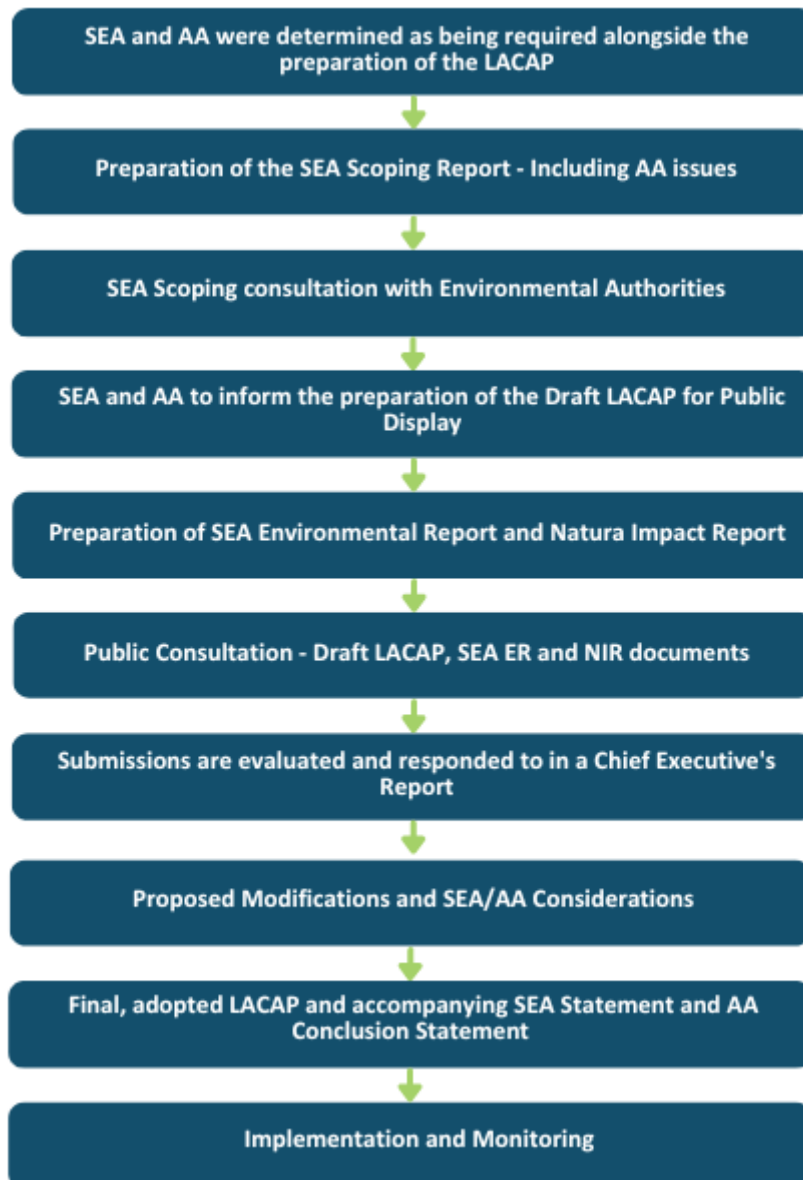 SEA and AA were determined as being required alongside the
preparation of the LACAP
Preparation of the SEA Scoping Report - Including AA issues
SEA Scoping consultation with Environmental Authorities
SEA and AA to inform the preparation of the Draft LACAP for Public
Display
Preparation of SEA Environmental Report and Natura Impact Report
Public Consultation - Draft LACAP, SEA ER and NIR documents
Submissions are evaluated and responded to in a Chief Executive's
Report
Proposed Modifications and SEA/AA Considerations
Final, adopted LACAP and accompanying SEA Statement and AA
Conclusion Statement
Implementation and Monitoring